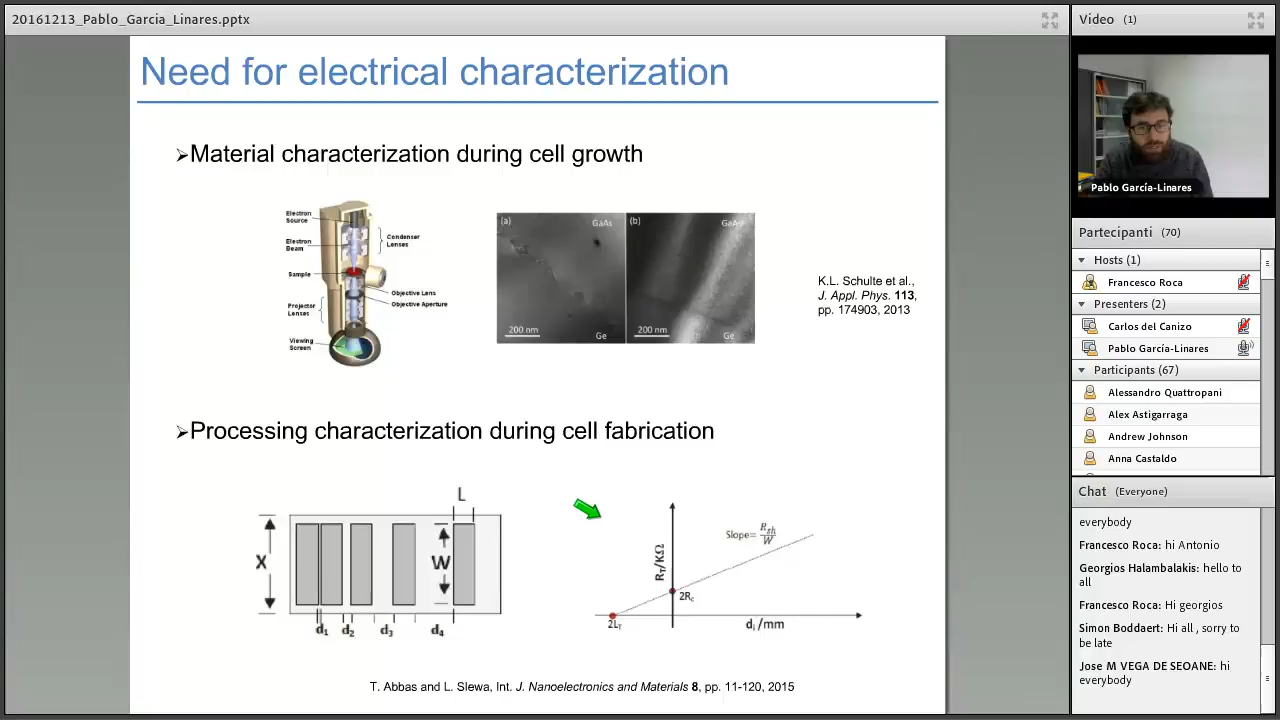 20161213_Pablo_Garcia_Linares.pptx
Need for electrical characterization
➢Material characterization during cell growth
Electron
Source
Electron
Beam
Condenser
Lenses
Sample
Objective Lens
Objective Aperture
Projector
Lenses
Viewing
Screen
(a)
GaAs
200 nm
Ge
(b)
GaAs
200 nm
Ge
K.L. Schulte et al.,
J. Appl. Phys. 113,
pp. 174903, 2013
➢Processing characterization during cell fabrication
L
X
W
d1
d2
d3
d4
Slope= Rsh/W
RT/KΩ
2Rc
2LT
di/mm
T. Abbas and L. Slewa, Int. J. Nanoelectronics and Materials 8, pp. 11-120, 2015
Video (1)
Pablo García-Linares
Partecipanti (70)
Hosts (1)
Francesco Roca
Presenters (2)
Carlos del Canizo
Pablo García-Linares
Participants (67)
Alessandro Quattropani
Alex Astigarraga
Andrew Johnson
Anna Castaldo
Chat (Everyone)
everybody
Francesco Roca: hi Antonio
Georgios Halambalakis: hello to
all
Francesco Roca: Hi georgios
Simon Boddaert: Hi all , sorry to
be late
Jose M VEGA DE SEOANE: hi
everybody